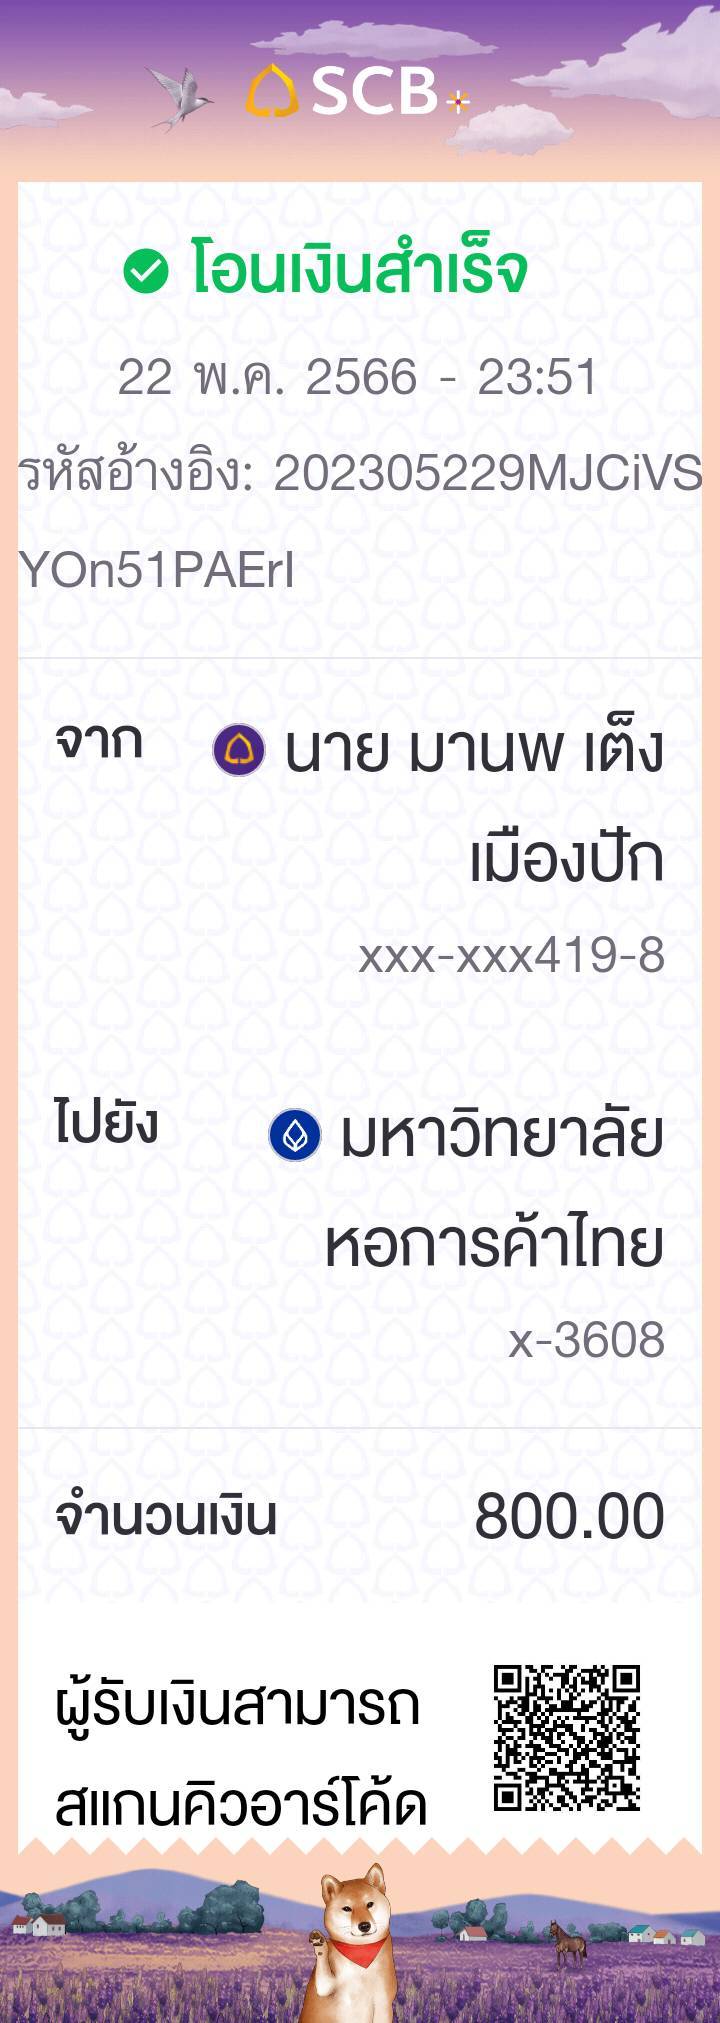 SCB
โอนเงินสำเร็จ
22 พ.ค. 2566 - 23:51
รหัสอ้างอิง: 202305229MJCiVS
YOn51PAErI
จาก นาย มานพ เต็ง
เมืองปัก
xxx-xxx419-8
ไปยัง มหาวิทยาลัย
หอการค้าไทย
x-3608
จำนวนเงิน 800.00
ผู้รับเงินสามารถ
สแกนคิวอาร์โค้ด